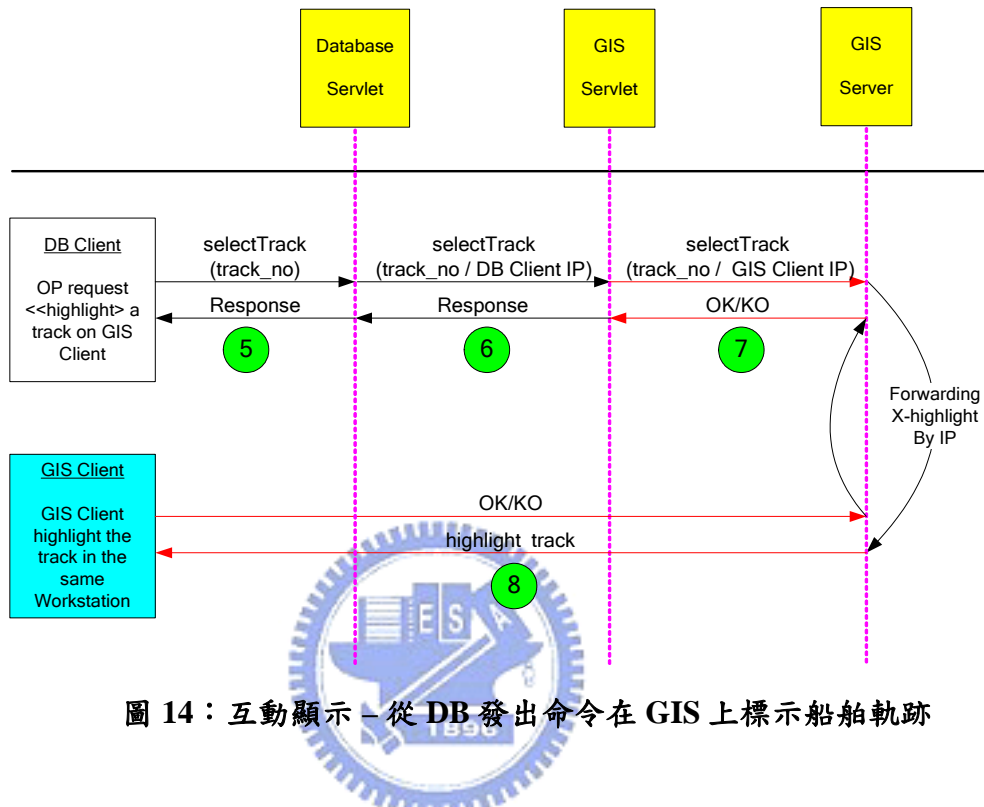 Database
Servlet
GIS
Servlet
GIS
Server
DB Client
OP request
<<highlight> a
track on GIS
Client
selectTrack
(track_no)
selectTrack
(track_no / DB Client IP)
selectTrack
(track_no / GIS Client IP)
Response
Response
OK/KO
5
6
7
Forwarding
X-highlight
By IP
GIS Client
GIS Client
highlight the
track in the
same
Workstation
OK/KO
highlight track
8
E S A
圖 14：互動顯示 – 從 DB 發出命令在 GIS 上標示船舶軌跡
1896